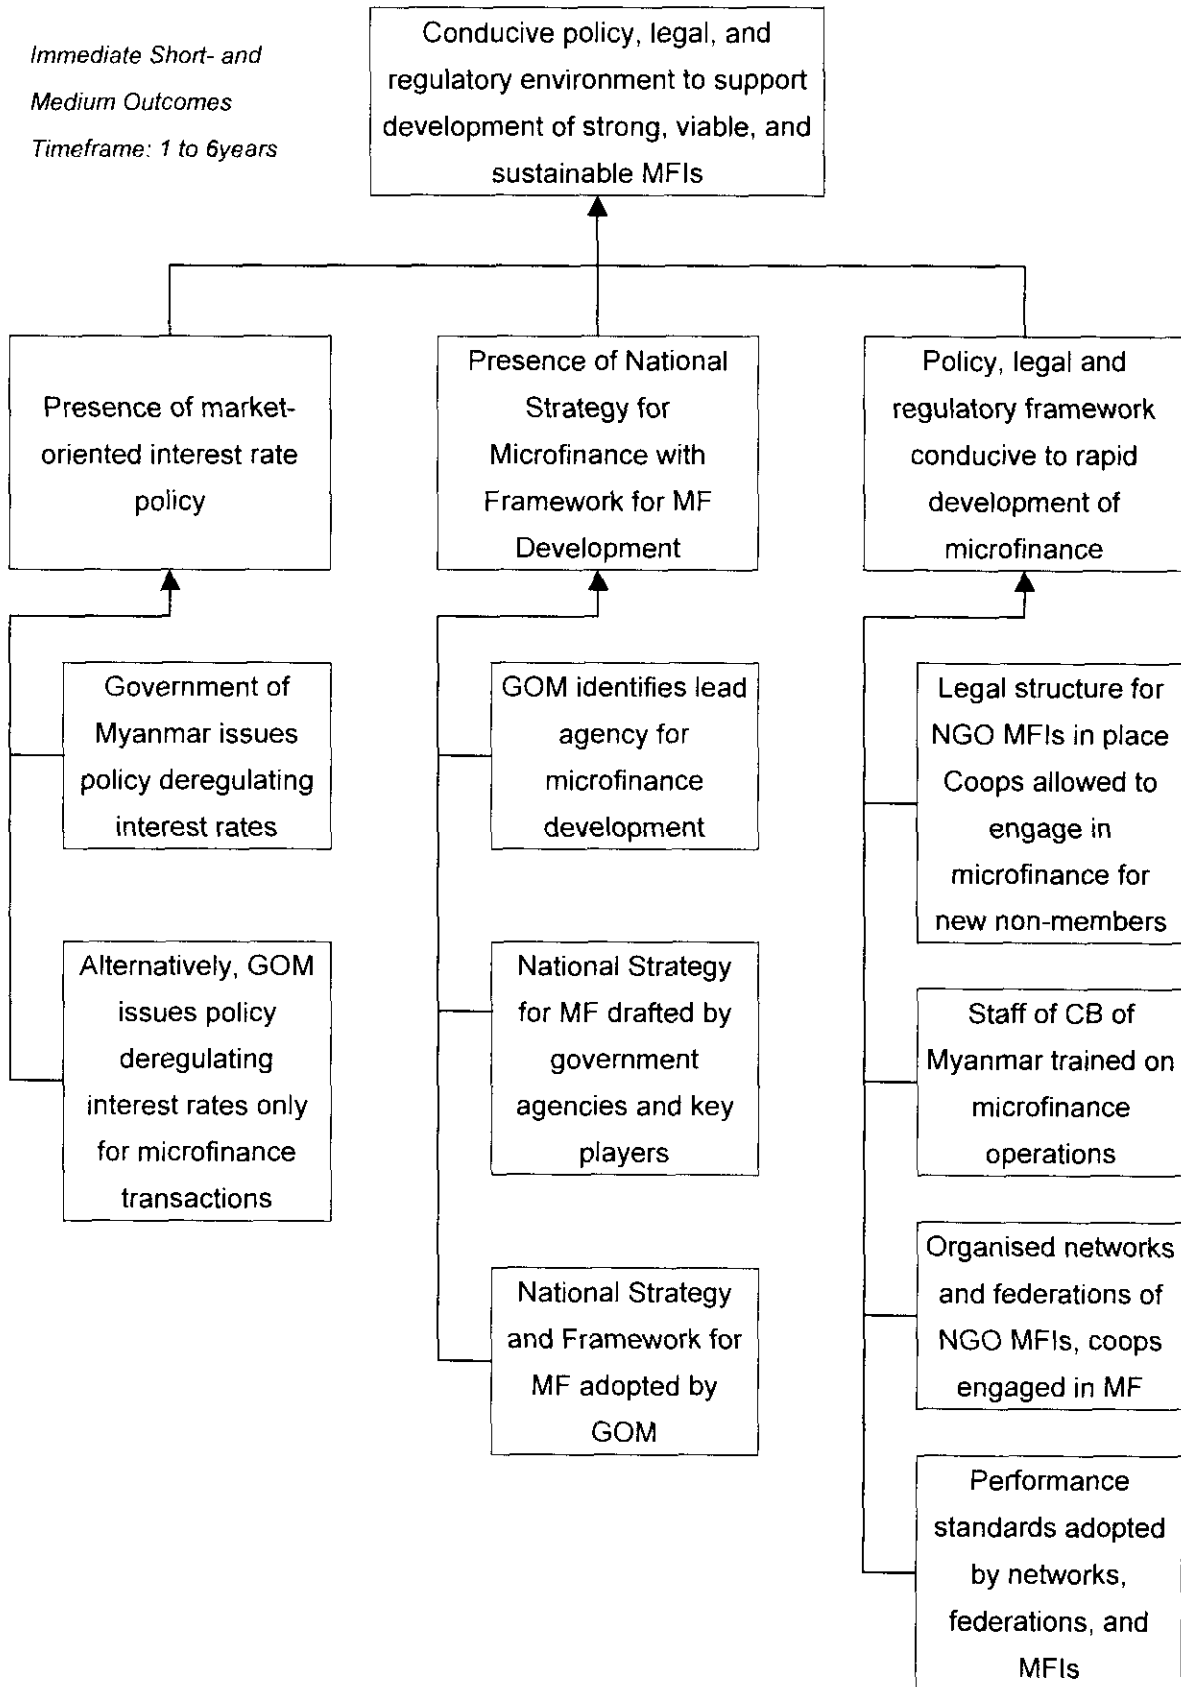 Immediate Short- and
Medium Outcomes
Timeframe: 1 to 6years
Conducive policy, legal, and
regulatory environment to support
development of strong, viable, and
sustainable MFIs
Presence of market-
oriented interest rate
policy
Presence of National
Strategy for
Microfinance with
Framework for MF
Development
Policy, legal and
regulatory framework
conducive to rapid
development of
microfinance
Government of
Myanmar issues
policy deregulating
interest rates
Alternatively, GOM
issues policy
deregulating
interest rates only
for microfinance
transactions
GOM identifies lead
agency for
microfinance
development
National Strategy
for MF drafted by
government
agencies and key
players
National Strategy
and Framework for
MF adopted by
GOM
Legal structure for
NGO MFIs in place
Coops allowed to
engage in
microfinance for
new non-members
Staff of CB of
Myanmar trained on
microfinance
operations
Organised networks
and federations of
NGO MFIs, coops
engaged in MF
Performance
standards adopted
by networks,
federations, and
MFIs